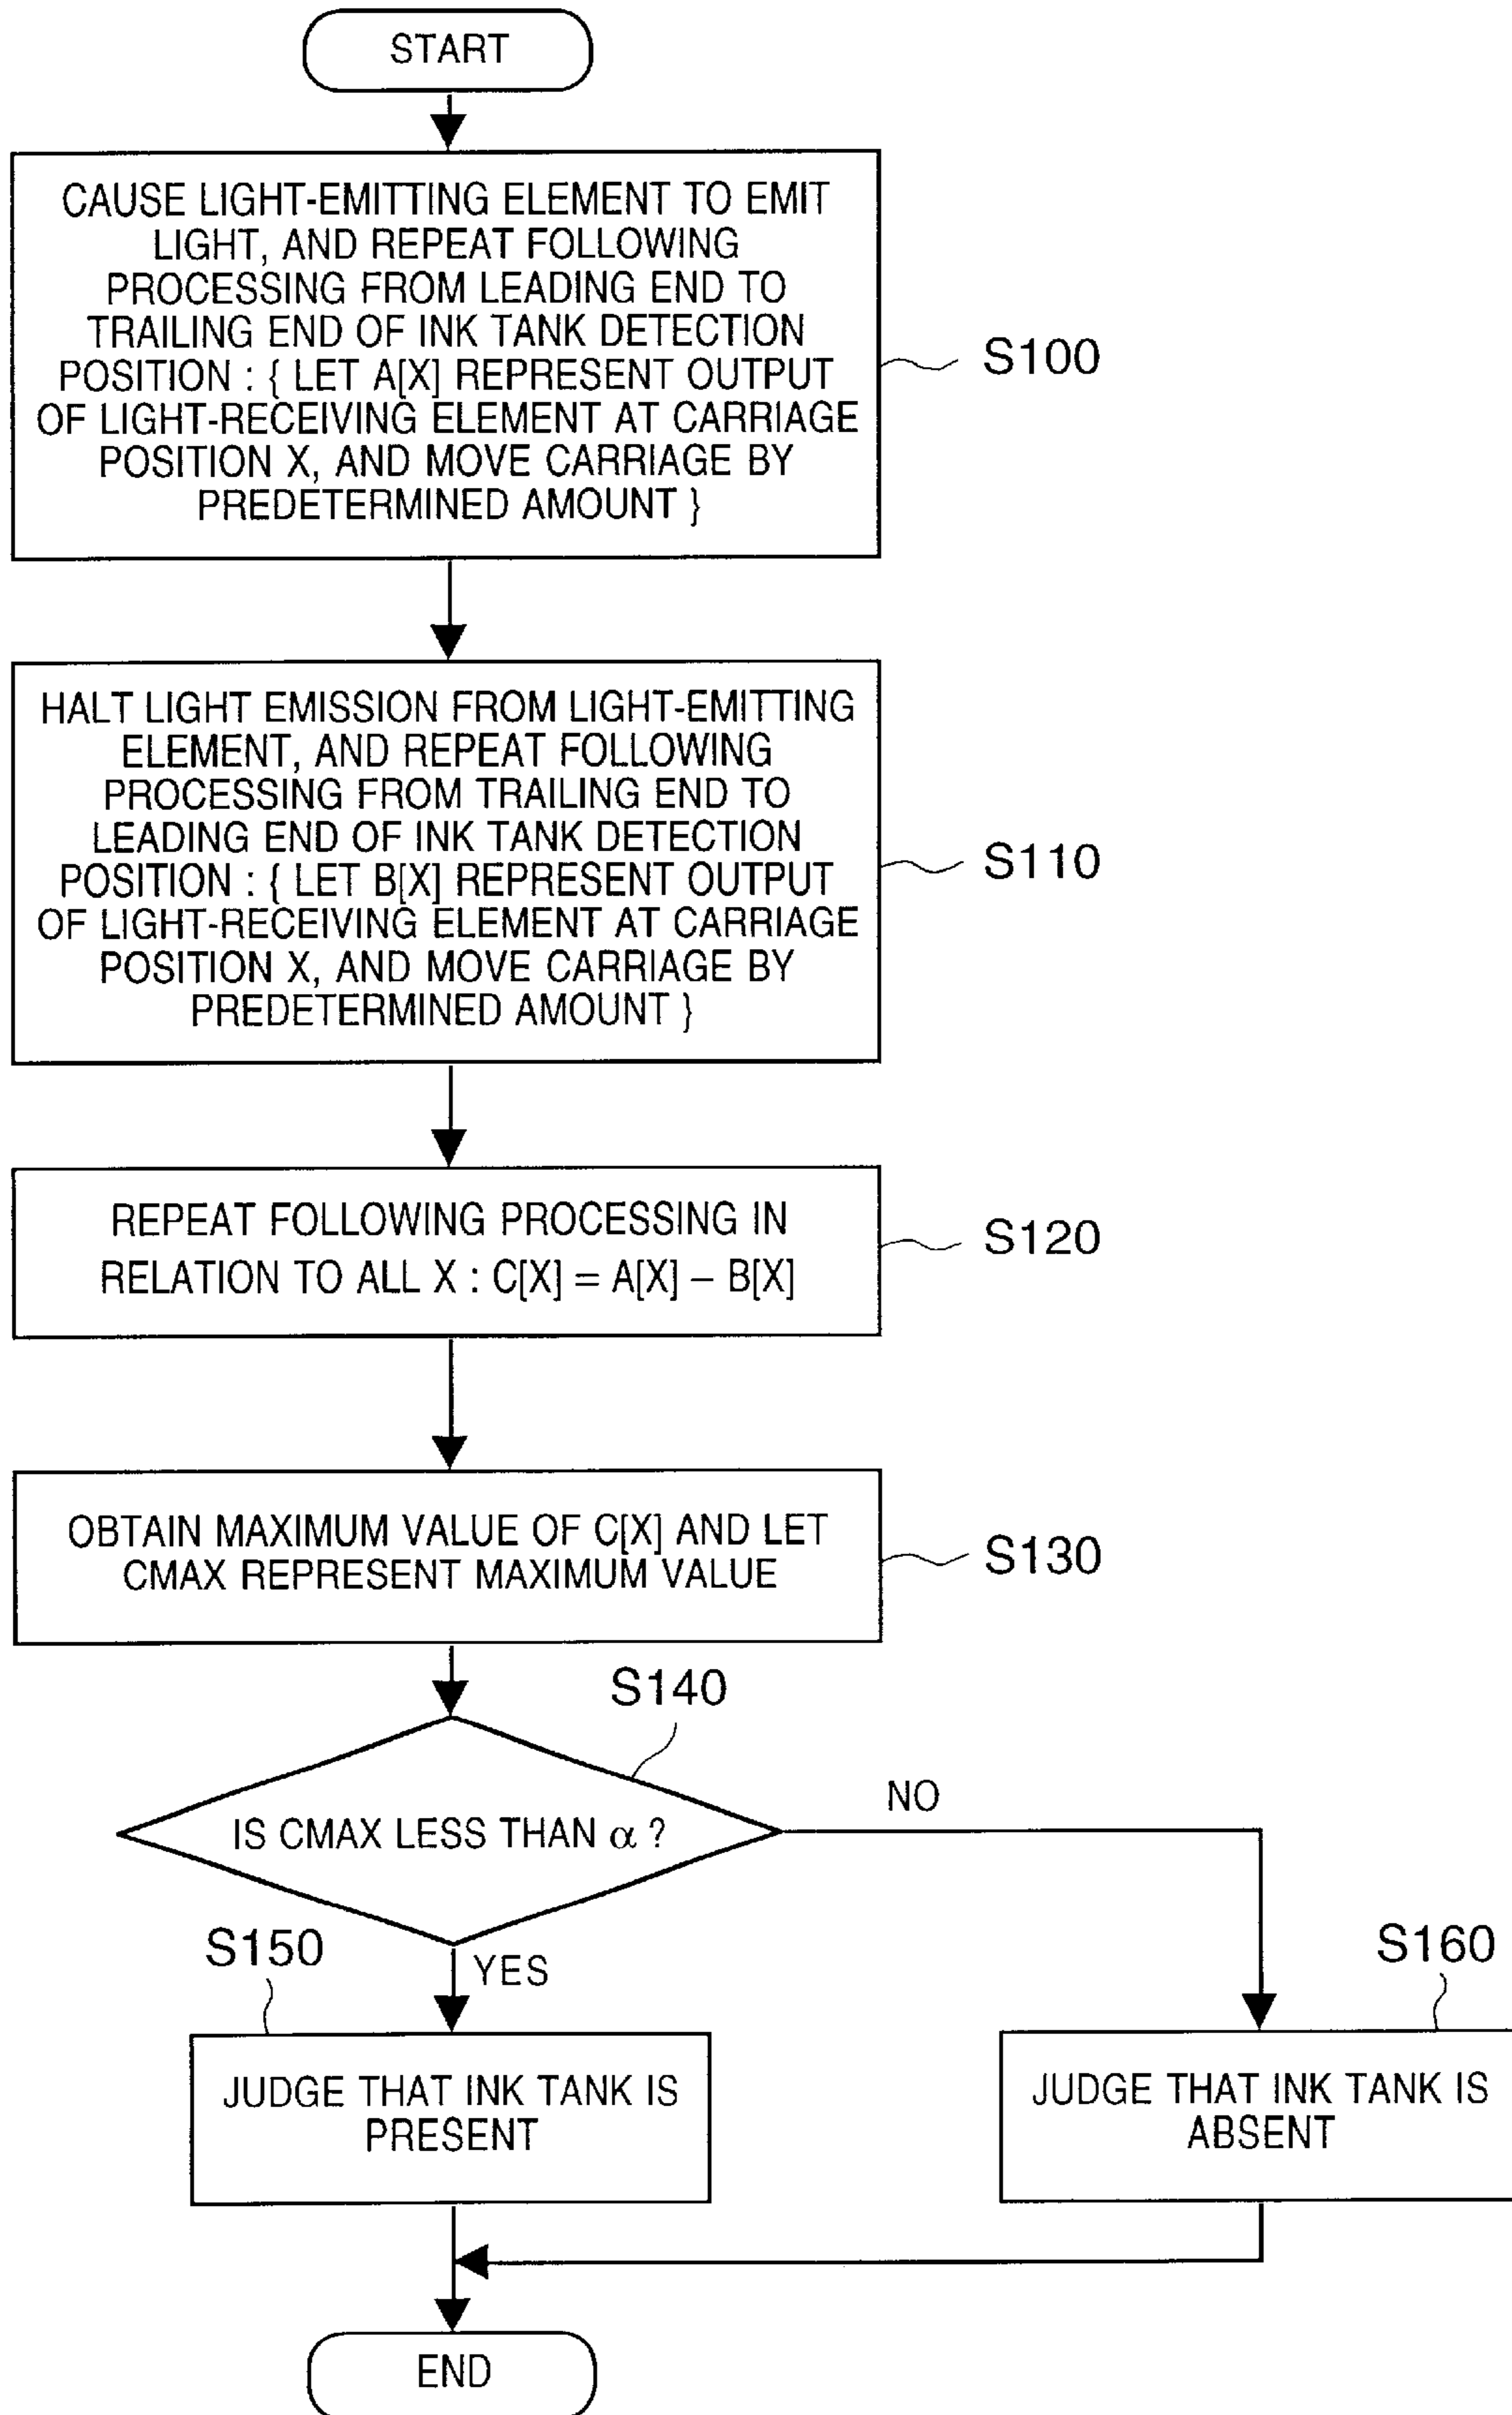 START
CAUSE LIGHT-EMITTING ELEMENT TO EMIT
LIGHT, AND REPEAT FOLLOWING
PROCESSING FROM LEADING END TO
TRAILING END OF INK TANK DETECTION
POSITION : { LET A[X] REPRESENT OUTPUT
OF LIGHT-RECEIVING ELEMENT AT CARRIAGE
POSITION X, AND MOVE CARRIAGE BY
PREDETERMINED AMOUNT }
S100
HALT LIGHT EMISSION FROM LIGHT-EMITTING
ELEMENT, AND REPEAT FOLLOWING
PROCESSING FROM TRAILING END TO
LEADING END OF INK TANK DETECTION
POSITION : { LET B[X] REPRESENT OUTPUT
OF LIGHT-RECEIVING ELEMENT AT CARRIAGE
POSITION X, AND MOVE CARRIAGE BY
PREDETERMINED AMOUNT }
S110
REPEAT FOLLOWING PROCESSING IN
RELATION TO ALL X : C[X] = A[X] – B[X]
S120
OBTAIN MAXIMUM VALUE OF C[X] AND LET
CMAX REPRESENT MAXIMUM VALUE
S130
S140
IS CMAX LESS THAN α ?
NO
YES
S150
JUDGE THAT INK TANK IS
PRESENT
S160
JUDGE THAT INK TANK IS
ABSENT
END